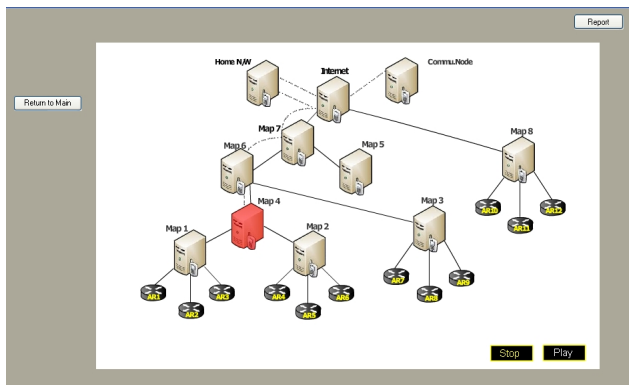 Report
Return to Main
Home N/W
Internet
Commu.Node
Map 7
Map 8
Map 6
Map 5
Map 4
Map 3
Map 1
Map 2
AR10
AR11
AR12
AR1
AR2
AR3
AR4
AR5
AR6
AR7
AR8
AR9
Stop
Play